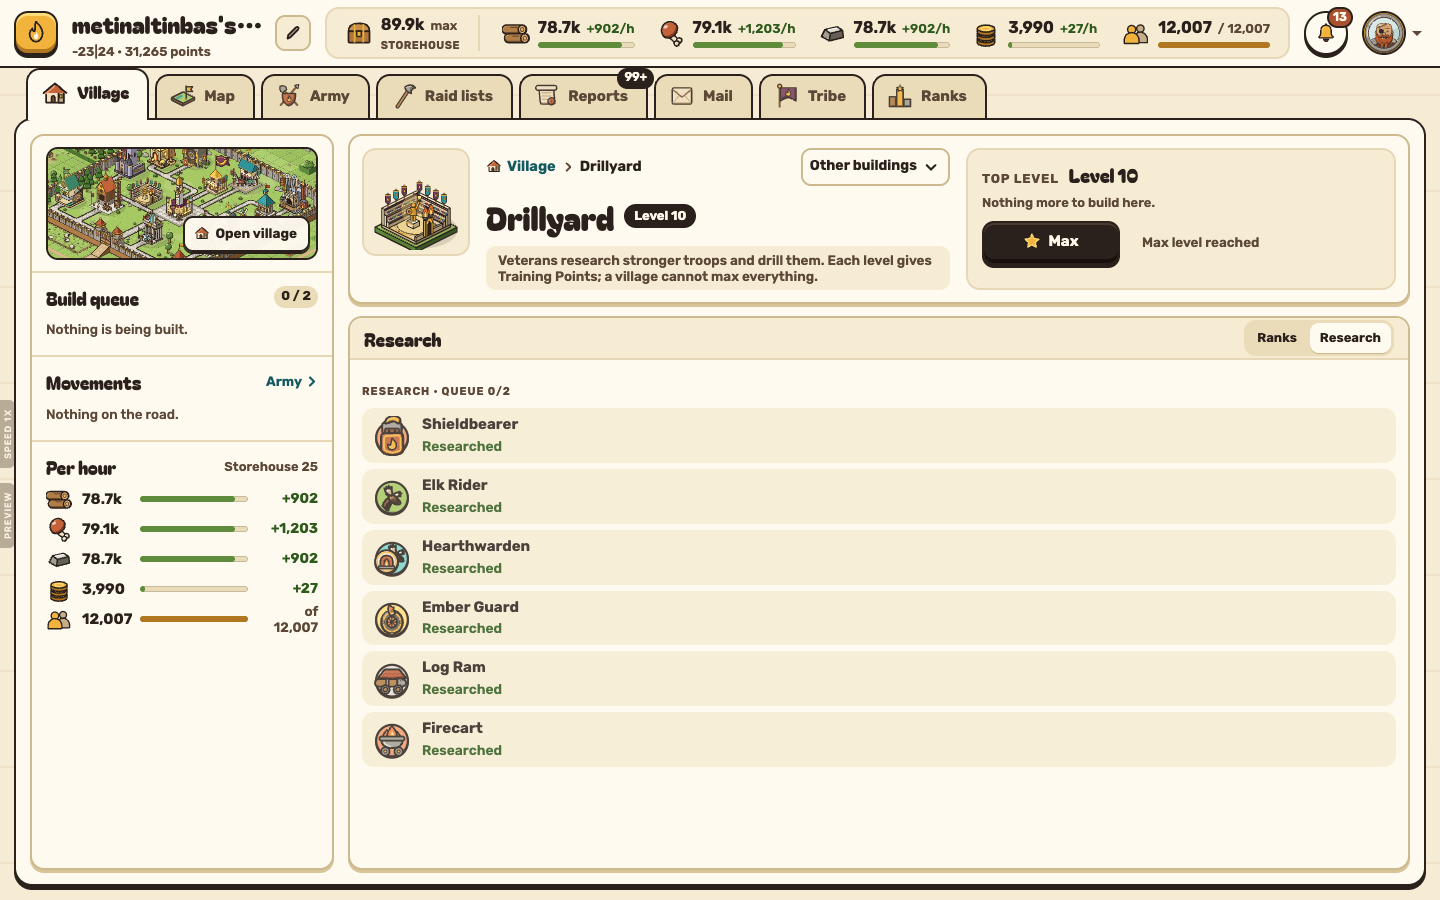 metinaltinbas's•••
-23|24 • 31,265 points
89.9k max
STOREHOUSE
78.7k +902/h
79.1k +1,203/h
78.7k +902/h
3,990 +27/h
12,007 / 12,007
13
Village
Map
Army
Raid lists
Reports
99+
Mail
Tribe
Ranks
SPEED 1X
PREVIEW
Open village
Build queue
0 / 2
Nothing is being built.
Movements
Army
Nothing on the road.
Per hour
Storehouse 25
78.7k +902
79.1k +1,203
78.7k +902
3,990 +27
12,007 of 12,007
Village > Drillyard
Other buildings
Drillyard Level 10
Veterans research stronger troops and drill them. Each level gives
Training Points; a village cannot max everything.
TOP LEVEL Level 10
Nothing more to build here.
Max
Max level reached
Research
Ranks
Research
RESEARCH • QUEUE 0/2
Shieldbearer
Researched
Elk Rider
Researched
Hearthwarden
Researched
Ember Guard
Researched
Log Ram
Researched
Firecart
Researched